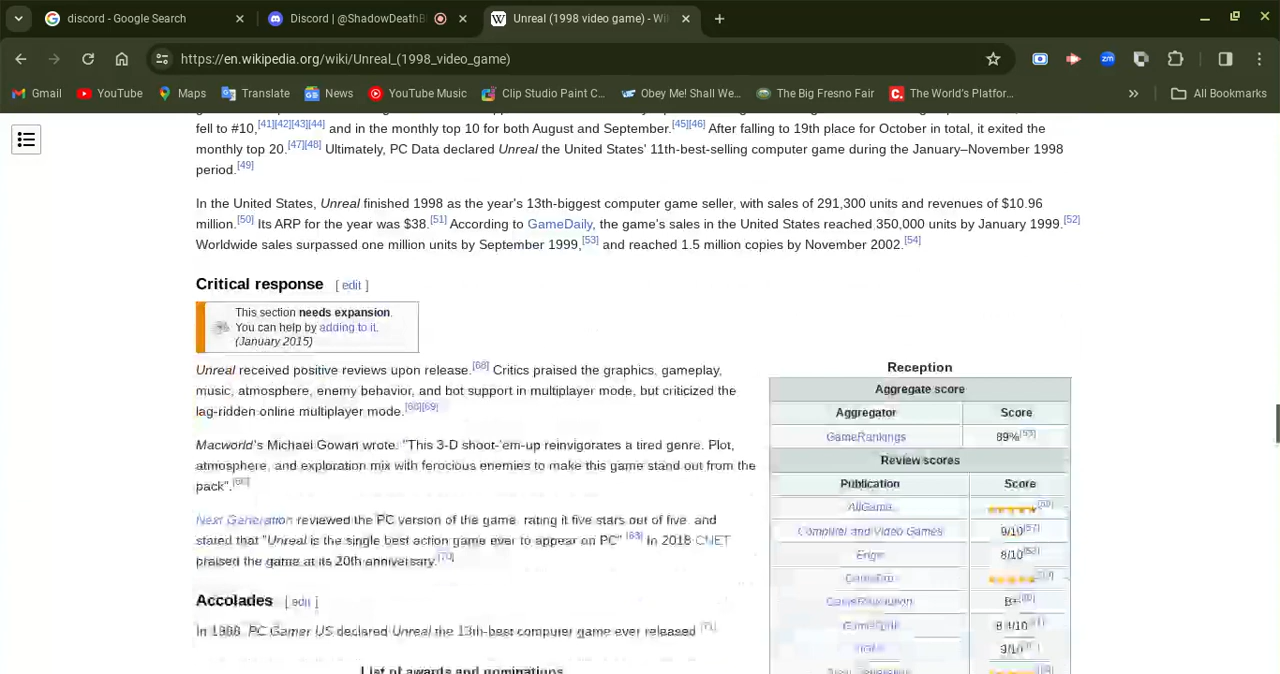 discord - Google Search
Discord | @ShadowDeathB
Unreal (1998 video game) - Wi
https://en.wikipedia.org/wiki/Unreal_(1998_video_game)
Gmail YouTube Maps Translate News YouTube Music Clip Studio Paint C... Obey Me! Shall We... The Big Fresno Fair The World's Platfor... » All Bookmarks
fell to #10,[41][42][43][44] and in the monthly top 10 for both August and September.[45][46] After falling to 19th place for October in total, it exited the
monthly top 20.[47][48] Ultimately, PC Data declared Unreal the United States' 11th-best-selling computer game during the January–November 1998
period.[49]
In the United States, Unreal finished 1998 as the year's 13th-biggest computer game seller, with sales of 291,300 units and revenues of $10.96
million.[50] Its ARP for the year was $38.[51] According to GameDaily, the game's sales in the United States reached 350,000 units by January 1999.[52]
Worldwide sales surpassed one million units by September 1999,[53] and reached 1.5 million copies by November 2002.[54]
Critical response [ edit ]
This section needs expansion.
You can help by adding to it.
(January 2015)
Unreal received positive reviews upon release.[68] Critics praised the graphics, gameplay,
music, atmosphere, enemy behavior, and bot support in multiplayer mode, but criticized the
lag-ridden online multiplayer mode.[68][69]
Macworld's Michael Gowan wrote, "This 3-D shoot-'em-up reinvigorates a tired genre. Plot,
atmosphere, and exploration mix with ferocious enemies to make this game stand out from the
pack".
Next Generation reviewed the PC version of the game, rating it five stars out of five, and
stated that "Unreal is the single best action game ever to appear on PC" [63] In 2018 CNET
praised the game at its 20th anniversary.[70]
Accolades [ edit ]
In 1998, PC Gamer US declared Unreal the 13th-best computer game ever released
List of awards and nominations
Reception
Aggregate score
Aggregator Score
GameRankings 89%
Review scores
Publication Score
AllGame
Computer and Video Games 9/10[57]
Edge 8/10
GamePro
GameRevolution B+
GameSpot
9/10